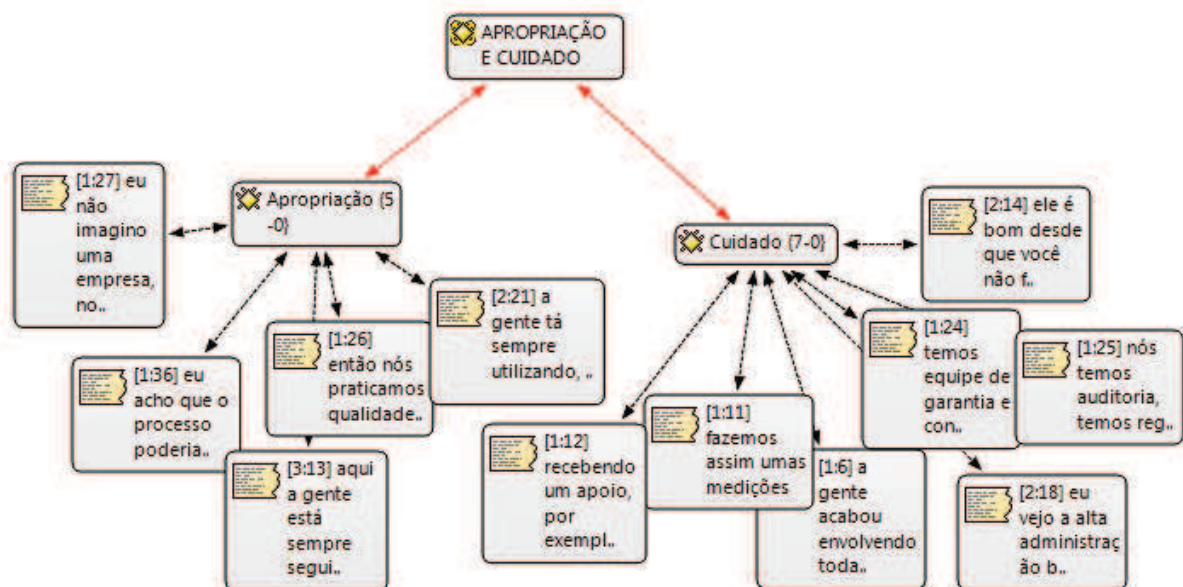 APROPRIAÇÃO
E CUIDADO
[1:27] eu
não
imagino
uma
empresa,
no..
Apropriação {5
-0}
[2:14] ele é
bom desde
que você
não f..
Cuidado {7-0}
[2:21] a
gente tá
sempre
utilizando, ..
[1:26]
então nós
praticamos
qualidade..
[1:24]
temos
equipe de
garantia e
con..
[1:25] nós
temos
auditoria,
temos reg..
[1:36] eu
acho que o
processo
poderia..
[1:11]
fazemos
assim umas
medições
[1:12]
recebendo
um apoio,
por
exempl..
[3:13] aqui
a gente
está
sempre
segui..
[1:6] a
gente
acabou
envolvendo
toda..
[2:18] eu
vejo a alta
administraç
ão b..